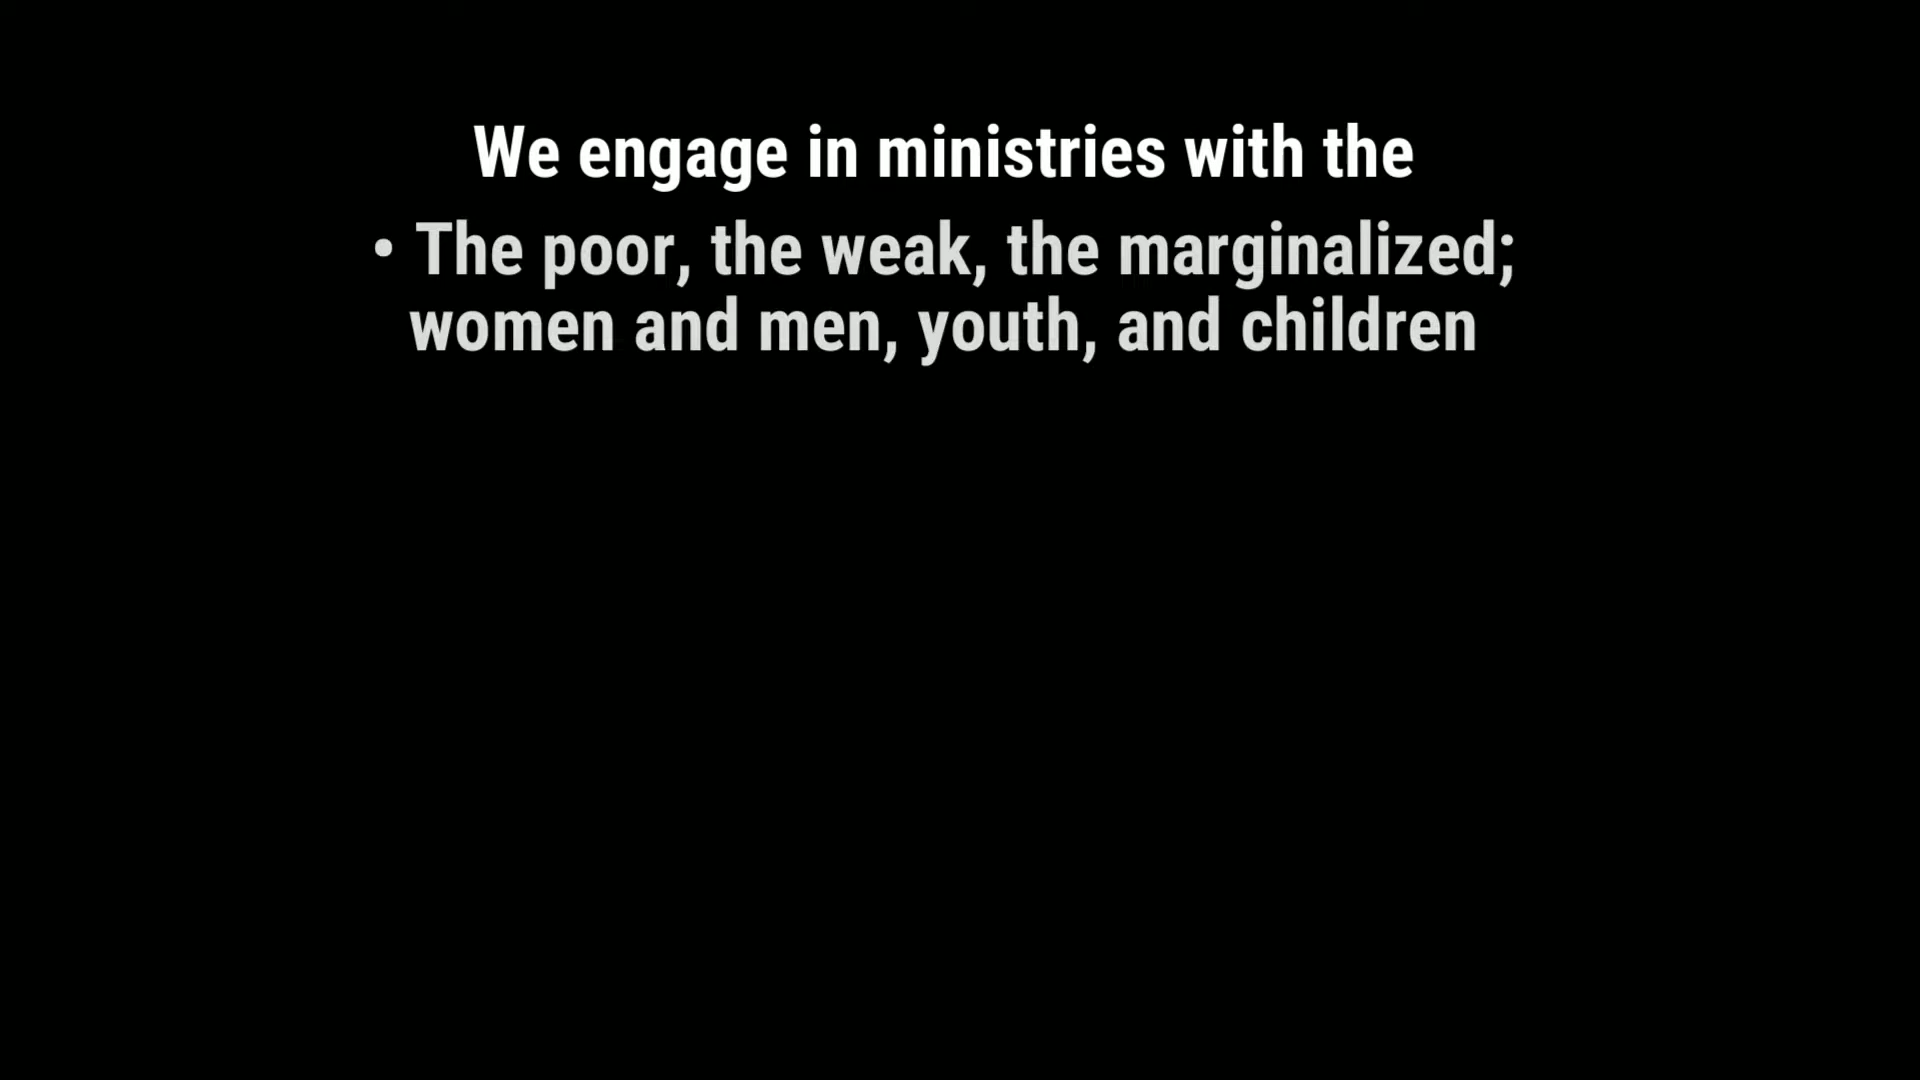 We engage in ministries with the
• The poor, the weak, the marginalized;
women and men, youth, and children